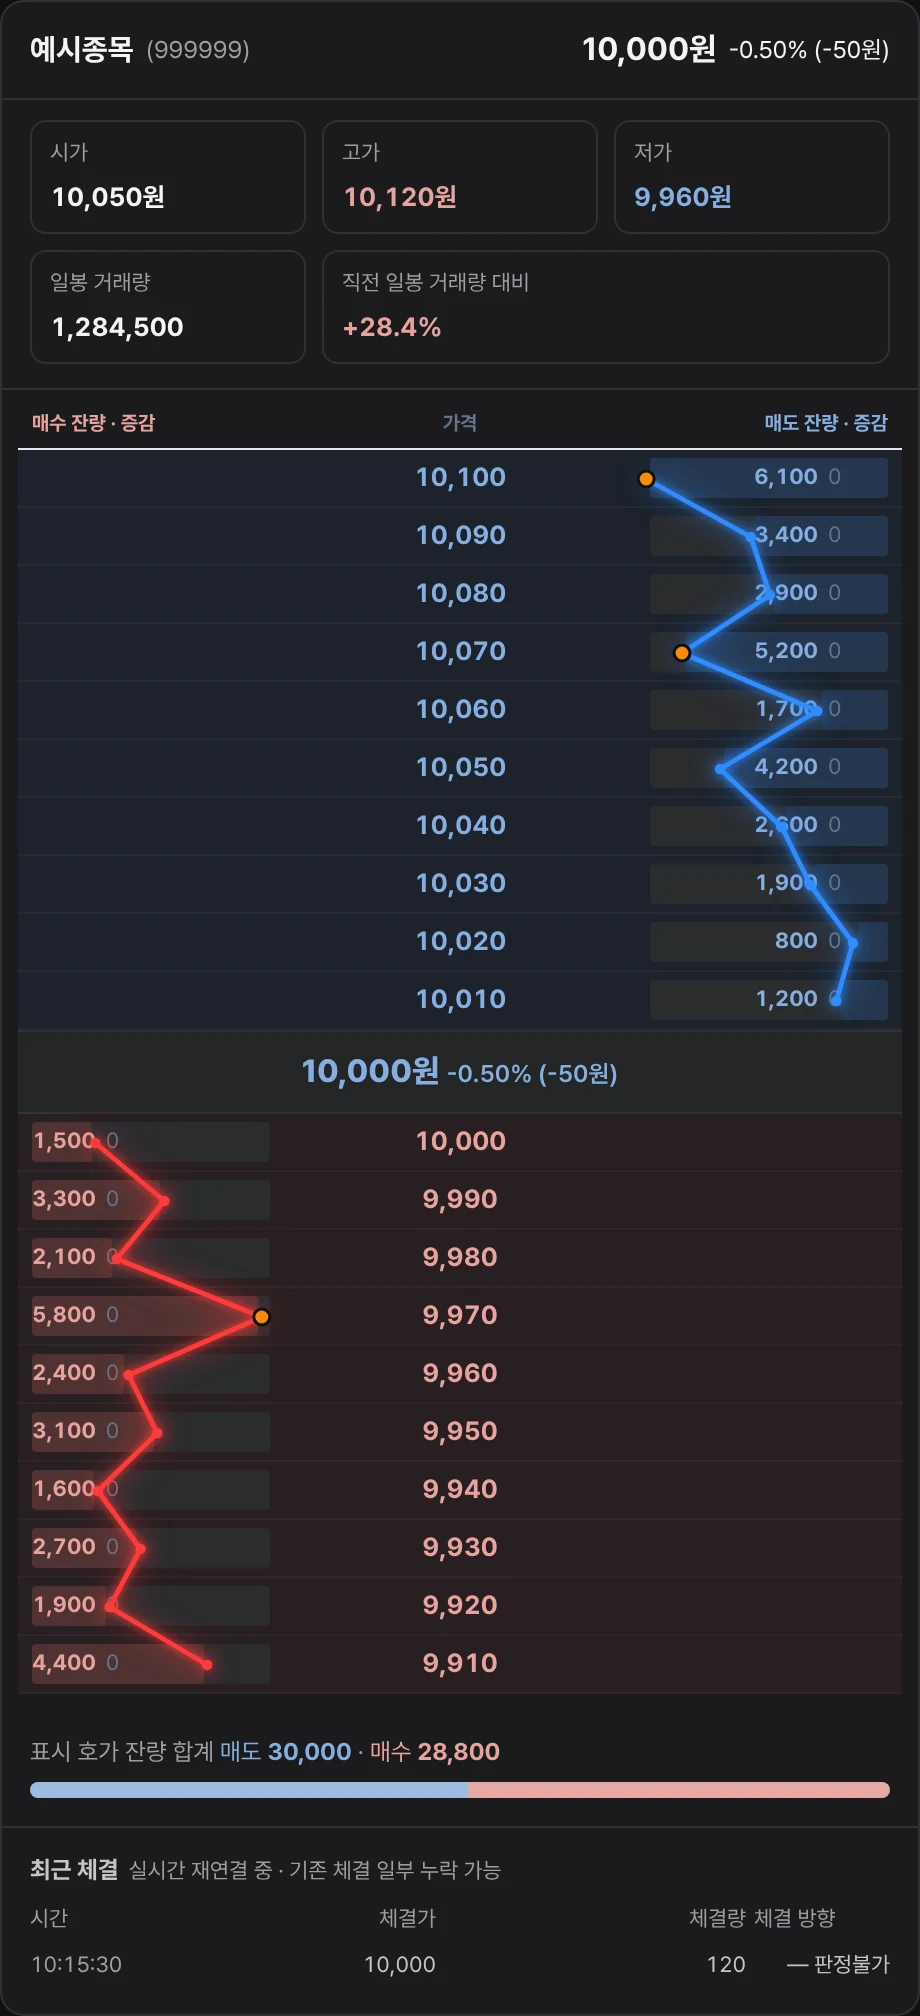 예시종목 (999999) 10,000원 -0.50% (-50원)
시가 고가 저가
10,050원 10,120원 9,960원
일봉 거래량 직전 일봉 거래량 대비
1,284,500 +28.4%
매수 잔량 · 증감 가격 매도 잔량 · 증감
10,100 6,100 0
10,090 3,400 0
10,080 2,900 0
10,070 5,200 0
10,060 1,700 0
10,050 4,200 0
10,040 2,600 0
10,030 1,900 0
10,020 800 0
10,010 1,200 0
10,000원 -0.50% (-50원)
1,500 0 10,000
3,300 0 9,990
2,100 0 9,980
5,800 0 9,970
2,400 0 9,960
3,100 0 9,950
1,600 0 9,940
2,700 0 9,930
1,900 0 9,920
4,400 0 9,910
표시 호가 잔량 합계 매도 30,000 · 매수 28,800
최근 체결 실시간 재연결 중 · 기존 체결 일부 누락 가능
시간 체결가 체결량 체결 방향
10:15:30 10,000 120 — 판정불가